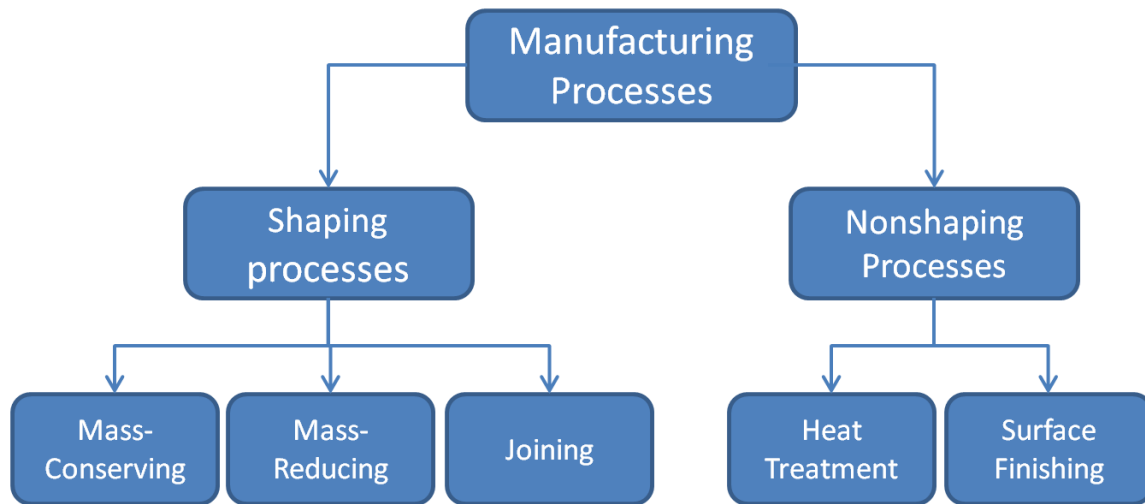 Manufacturing
Processes
Shaping
processes
Nonshaping
Processes
Mass-
Conserving
Mass-
Reducing
Joining
Heat
Treatment
Surface
Finishing